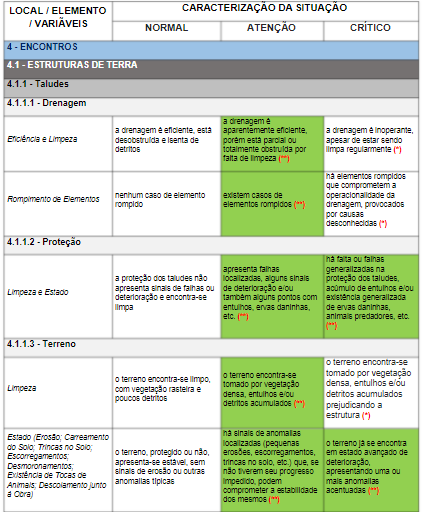 LOCAL / ELEMENTO / VARIÁVEIS
CARACTERIZAÇÃO DA SITUAÇÃO
NORMAL
ATENÇÃO
CRÍTICO
4 - ENCONTROS
4.1 - ESTRUTURAS DE TERRA
4.1.1 - Taludes
4.1.1.1 - Drenagem
Eficiência e Limpeza
a drenagem é eficiente, está
desobstruída e isenta de
detritos
a drenagem é
aparentemente eficiente,
porém está parcial ou
totalmente obstruída por
falta de limpeza (**)
a drenagem é inoperante,
apesar de estar sendo
limpa regularmente (*)
Rompimento de Elementos
nenhum caso de elemento
rompido
existem casos de
elementos rompidos (**)
há elementos rompidos
que comprometem a
operacionalidade da
drenagem, provocados
por causas
desconhecidas (*)
4.1.1.2 - Proteção
Limpeza e Estado
a proteção dos taludes não
apresenta sinais de falhas ou
deterioração e encontra-se
limpa
apresenta falhas
localizadas, alguns sinais
de deterioração e/ou
também alguns pontos com
entulhos, ervas daninhas,
etc. (**)
há falta ou falhas
generalizadas na
proteção dos taludes,
acúmulo de entulhos e/ou
existência generalizada
de ervas daninhas,
animais predadores, etc.
(**)
4.1.1.3 - Terreno
Limpeza
o terreno encontra-se limpo,
com vegetação rasteira e
poucos detritos
o terreno encontra-se
tomado por vegetação
densa, entulhos e/ou
detritos acumulados (**)
o terreno encontra-se
tomado por vegetação
densa, entulhos e/ou
detritos acumulados
prejudicando a
estrutura (*)
Estado (Erosão; Carreamento
do Solo; Trincas no Solo;
Escorregamentos;
Desmoronamentos;
Existência de Tocas de
Animais; Descolamento junto
à Obra)
o terreno, protegido ou não,
apresenta-se estável, sem
sinais de erosão ou outras
anomalias típicas
há sinais de anomalias
localizadas (pequenas
erosões, escorregamentos,
trincas no solo, etc.) que, se
não tiverem seu progresso
impedido, podem
comprometer a estabilidade
dos mesmos (**)
o terreno já se encontra
em estado avançado de
deterioração,
apresentando uma ou
mais anomalias
acentuadas (**)